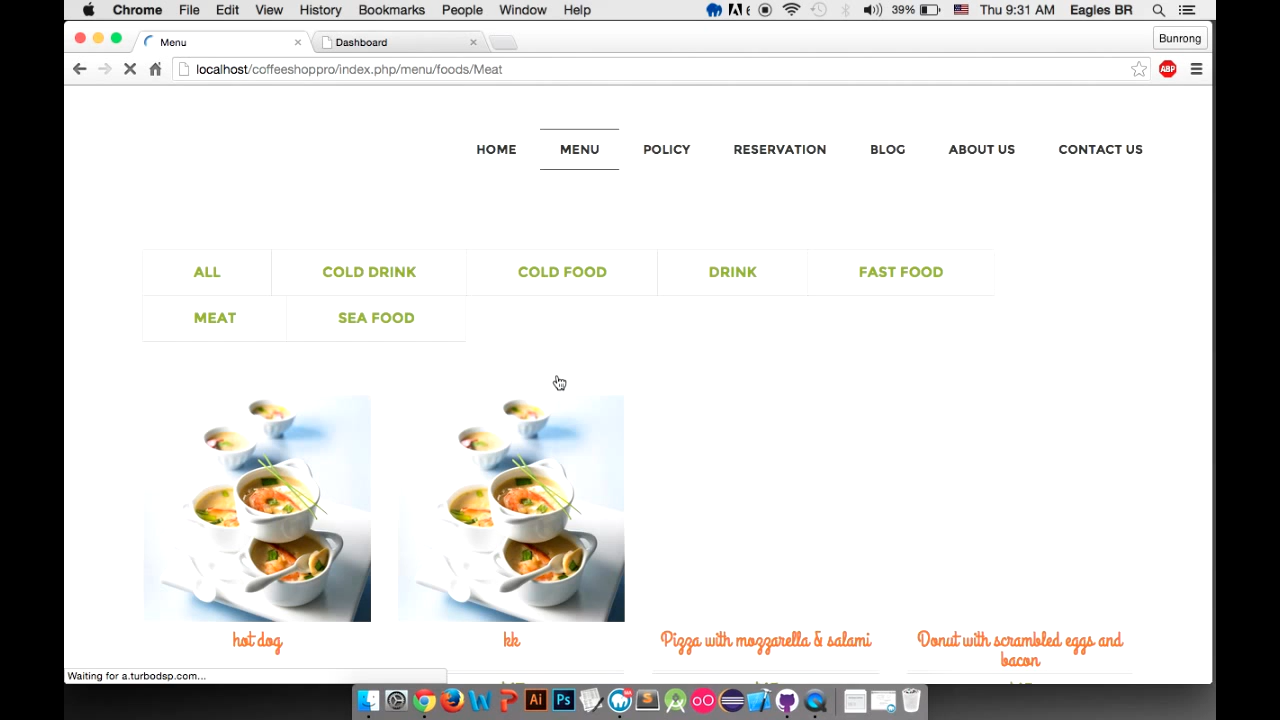 Chrome File Edit View History Bookmarks People Window Help 39% Thu 9:31 AM Eagles BR
Menu Dashboard Bunrong
localhost/coffeeshoppro/index.php/menu/foods/Meat ABP
HOME MENU POLICY RESERVATION BLOG ABOUT US CONTACT US
ALL COLD DRINK COLD FOOD DRINK FAST FOOD
MEAT SEA FOOD
hot dog kk Pizza with mozzarella & salami Donut with scrambled eggs and
bacon
Waiting for a.turbodsp.com...
Ai Ps